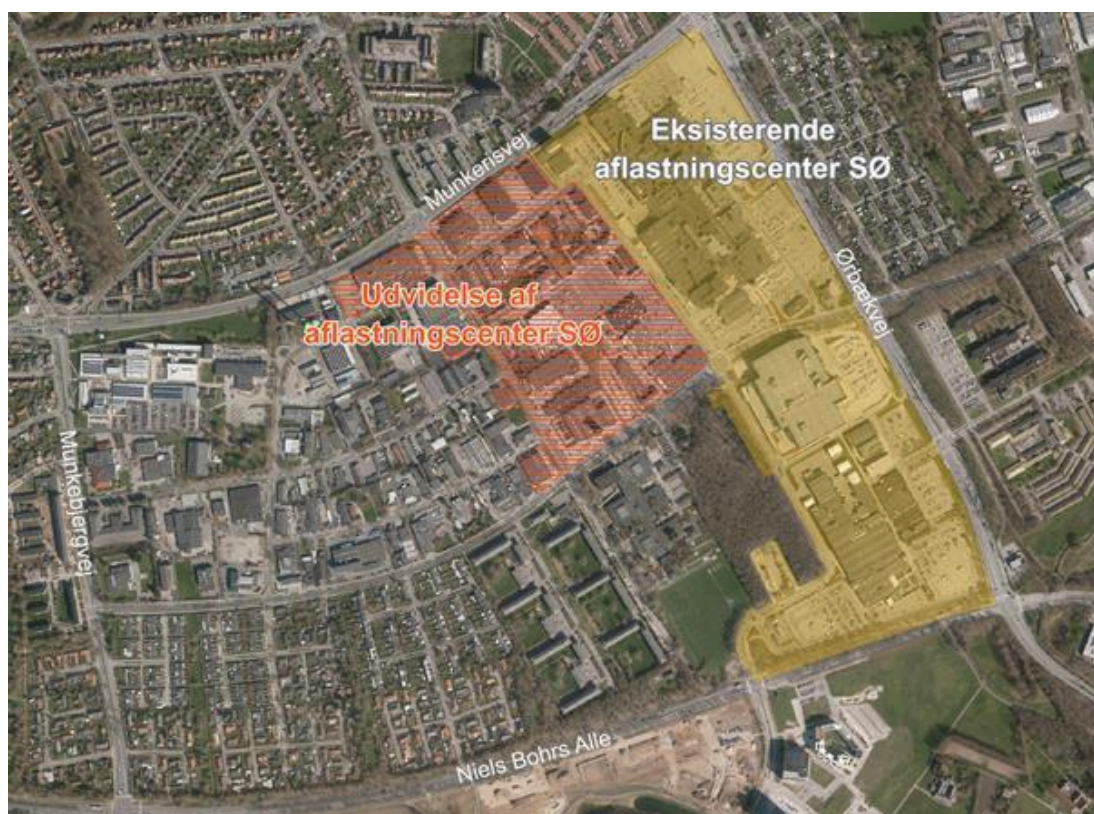 Eksisterende
aflastningscenter SØ
Munkerisvej
Ørbækvej
Udvidelse af
aflastningscenter SØ
Munkebjergvej
Niels Bohrs Alle